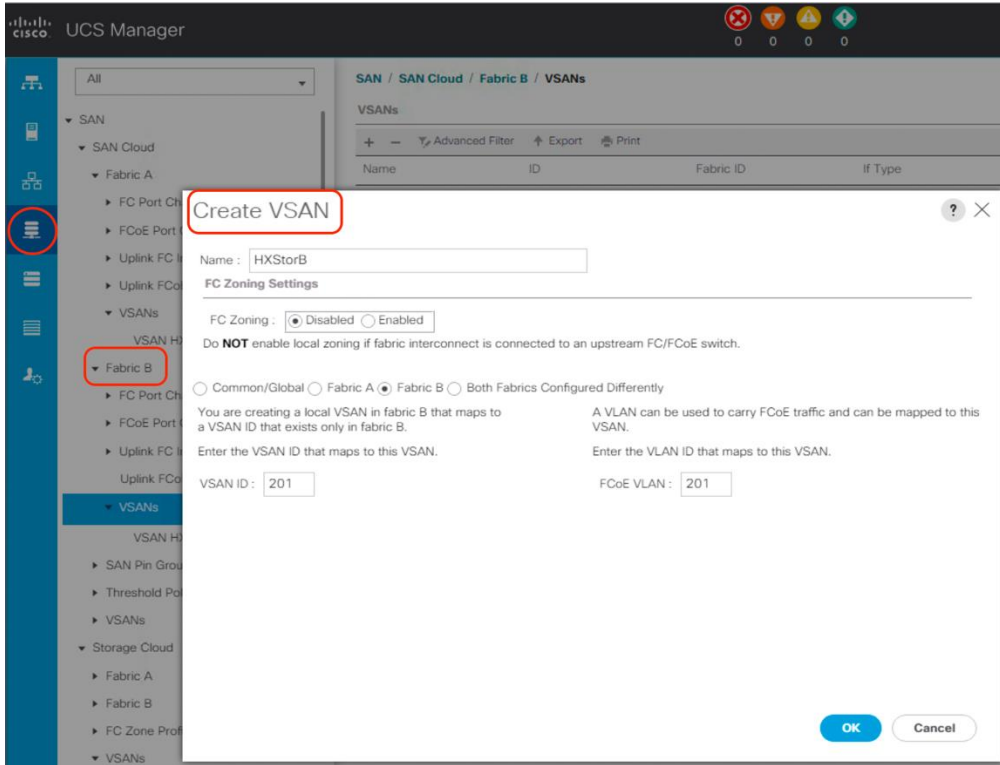 CISCO UCS Manager
0 0 0 0
All
SAN
SAN Cloud
Fabric A
FC Port
FCoE Port
Uplink FC
Uplink
VSANs
VSAN
Fabric B
FC Port
FCoE Port
Uplink FC
Uplink
VSANs
VSAN
SAN Pin
Threshold
VSANs
Storage Cloud
Fabric A
Fabric B
FC Zone
VSANs
SAN / SAN Cloud / Fabric B / VSANs
VSANs
+ − Advanced Filter Export Print
Name ID Fabric ID If Type
Create VSAN ? ×
Name : HXStorB
FC Zoning Settings
FC Zoning : Disabled Enabled
Do NOT enable local zoning if fabric interconnect is connected to an upstream FC/FCoE switch.
Common/Global Fabric A Fabric B Both Fabrics Configured Differently
You are creating a local VSAN in fabric B that maps to
a VSAN ID that exists only in fabric B.
Enter the VSAN ID that maps to this VSAN.
VSAN ID : 201
A VLAN can be used to carry FCoE traffic and can be mapped to this
VSAN.
Enter the VLAN ID that maps to this VSAN.
FCoE VLAN : 201
OK Cancel